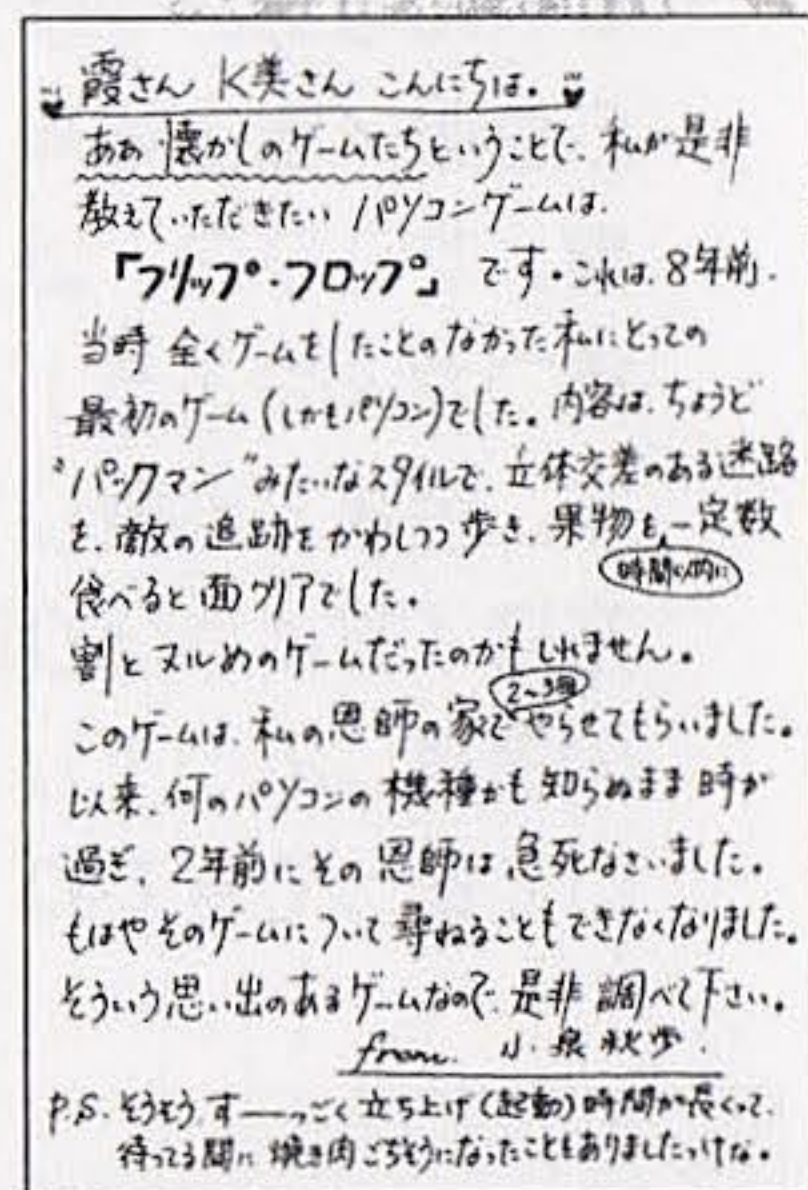 霞さん K美さん こんにちは。
ああ 懐かしのゲームたちということで、私が是非
教えていただきたい パソコンゲームは、
「フリップ・フロップ」です。これは、8年前、
当時 全くゲームをしたことのなかった私にとっての
最初のゲーム(しかもパソコン)でした。内容は、ちょうど
"パックマン"みたいなスタイルで、立体交差のある迷路
を、敵の追跡をかわしつつ歩き、果物を、一定数
時間以内に
食べると面クリアでした。
割とヌルめのゲームだったのかもしれません。
2〜3回
このゲームは、私の恩師の家でやらせてもらいました。
以来、何のパソコンの機種かも知らぬまま時が
過ぎ、2年前にその恩師は急死なさいました。
もはやそのゲームについて尋ねることもできなくなりました。
そういう思い出のあるゲームなので、是非調べて下さい。
from. 小泉秋歩.
P.S. そうそう、す――っごく立ち上げ(起動)時間が長くって、
待ってる間に焼き肉ごちそうになったこともありましたっけな。